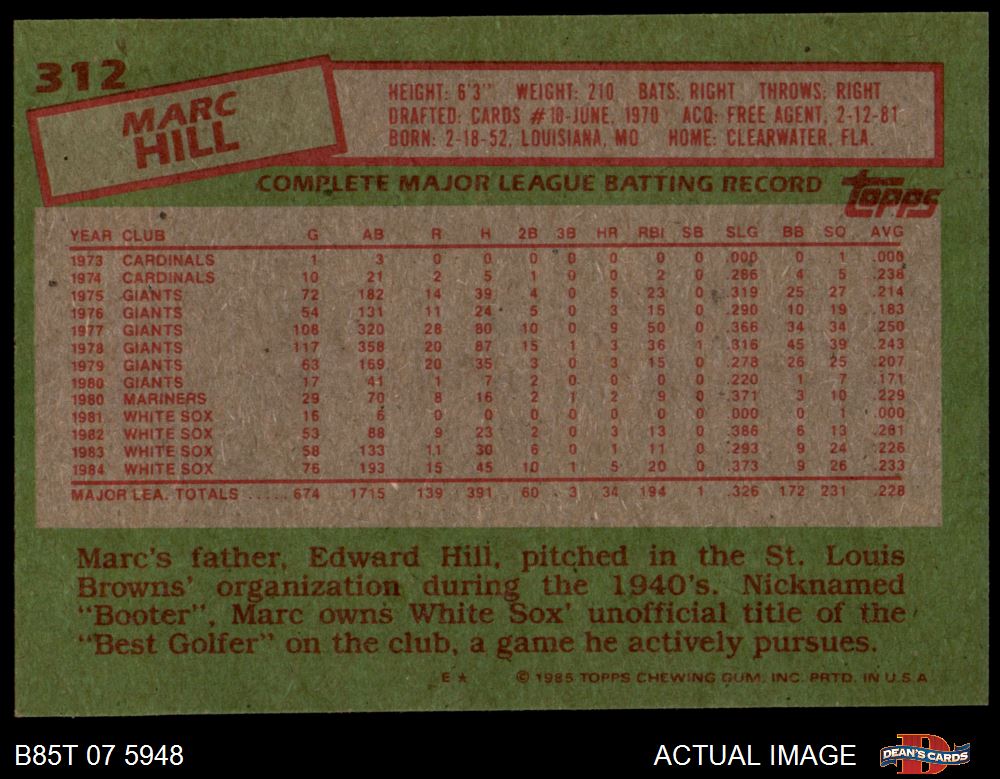 312
MARC
HILL
HEIGHT: 6'3" WEIGHT: 210 BATS: RIGHT THROWS: RIGHT
DRAFTED: CARDS #10-JUNE, 1970 ACQ: FREE AGENT, 2-12-81
BORN: 2-18-52, LOUISIANA, MO HOME: CLEARWATER, FLA.
COMPLETE MAJOR LEAGUE BATTING RECORD
topps
YEAR CLUB G AB R H 2B 3B HR RBI SB SLG BB SO AVG
1973 CARDINALS 1 3 0 0 0 0 0 0 0 .000 0 1 .000
1974 CARDINALS 10 21 2 5 1 0 0 2 0 .286 4 5 .238
1975 GIANTS 72 182 14 39 4 0 5 23 0 .319 25 27 .214
1976 GIANTS 54 131 11 24 5 0 3 15 0 .290 10 19 .183
1977 GIANTS 108 320 28 80 10 0 9 50 0 .366 34 34 .250
1978 GIANTS 117 358 20 87 15 1 3 36 1 .316 45 39 .243
1979 GIANTS 63 169 20 35 3 0 3 15 0 .278 26 25 .207
1980 GIANTS 17 41 1 7 2 0 0 0 0 .220 1 7 .171
1980 MARINERS 29 70 8 16 2 1 2 9 0 .371 3 10 .229
1981 WHITE SOX 16 6 0 0 0 0 0 0 0 .000 0 1 .000
1982 WHITE SOX 53 88 9 23 2 0 3 13 0 .386 6 13 .261
1983 WHITE SOX 58 133 11 30 6 0 1 11 0 .293 9 24 .226
1984 WHITE SOX 76 193 15 45 10 1 5 20 0 .373 9 26 .233
MAJOR LEA. TOTALS ..... 674 1715 139 391 60 3 34 194 1 .326 172 231 .228
Marc's father, Edward Hill, pitched in the St. Louis
Browns' organization during the 1940's. Nicknamed
"Booter", Marc owns White Sox' unofficial title of the
"Best Golfer" on the club, a game he actively pursues.
E ★ © 1985 TOPPS CHEWING GUM, INC. PRTD. IN U.S.A
B85T 07 5948 ACTUAL IMAGE DEAN'S CARDS